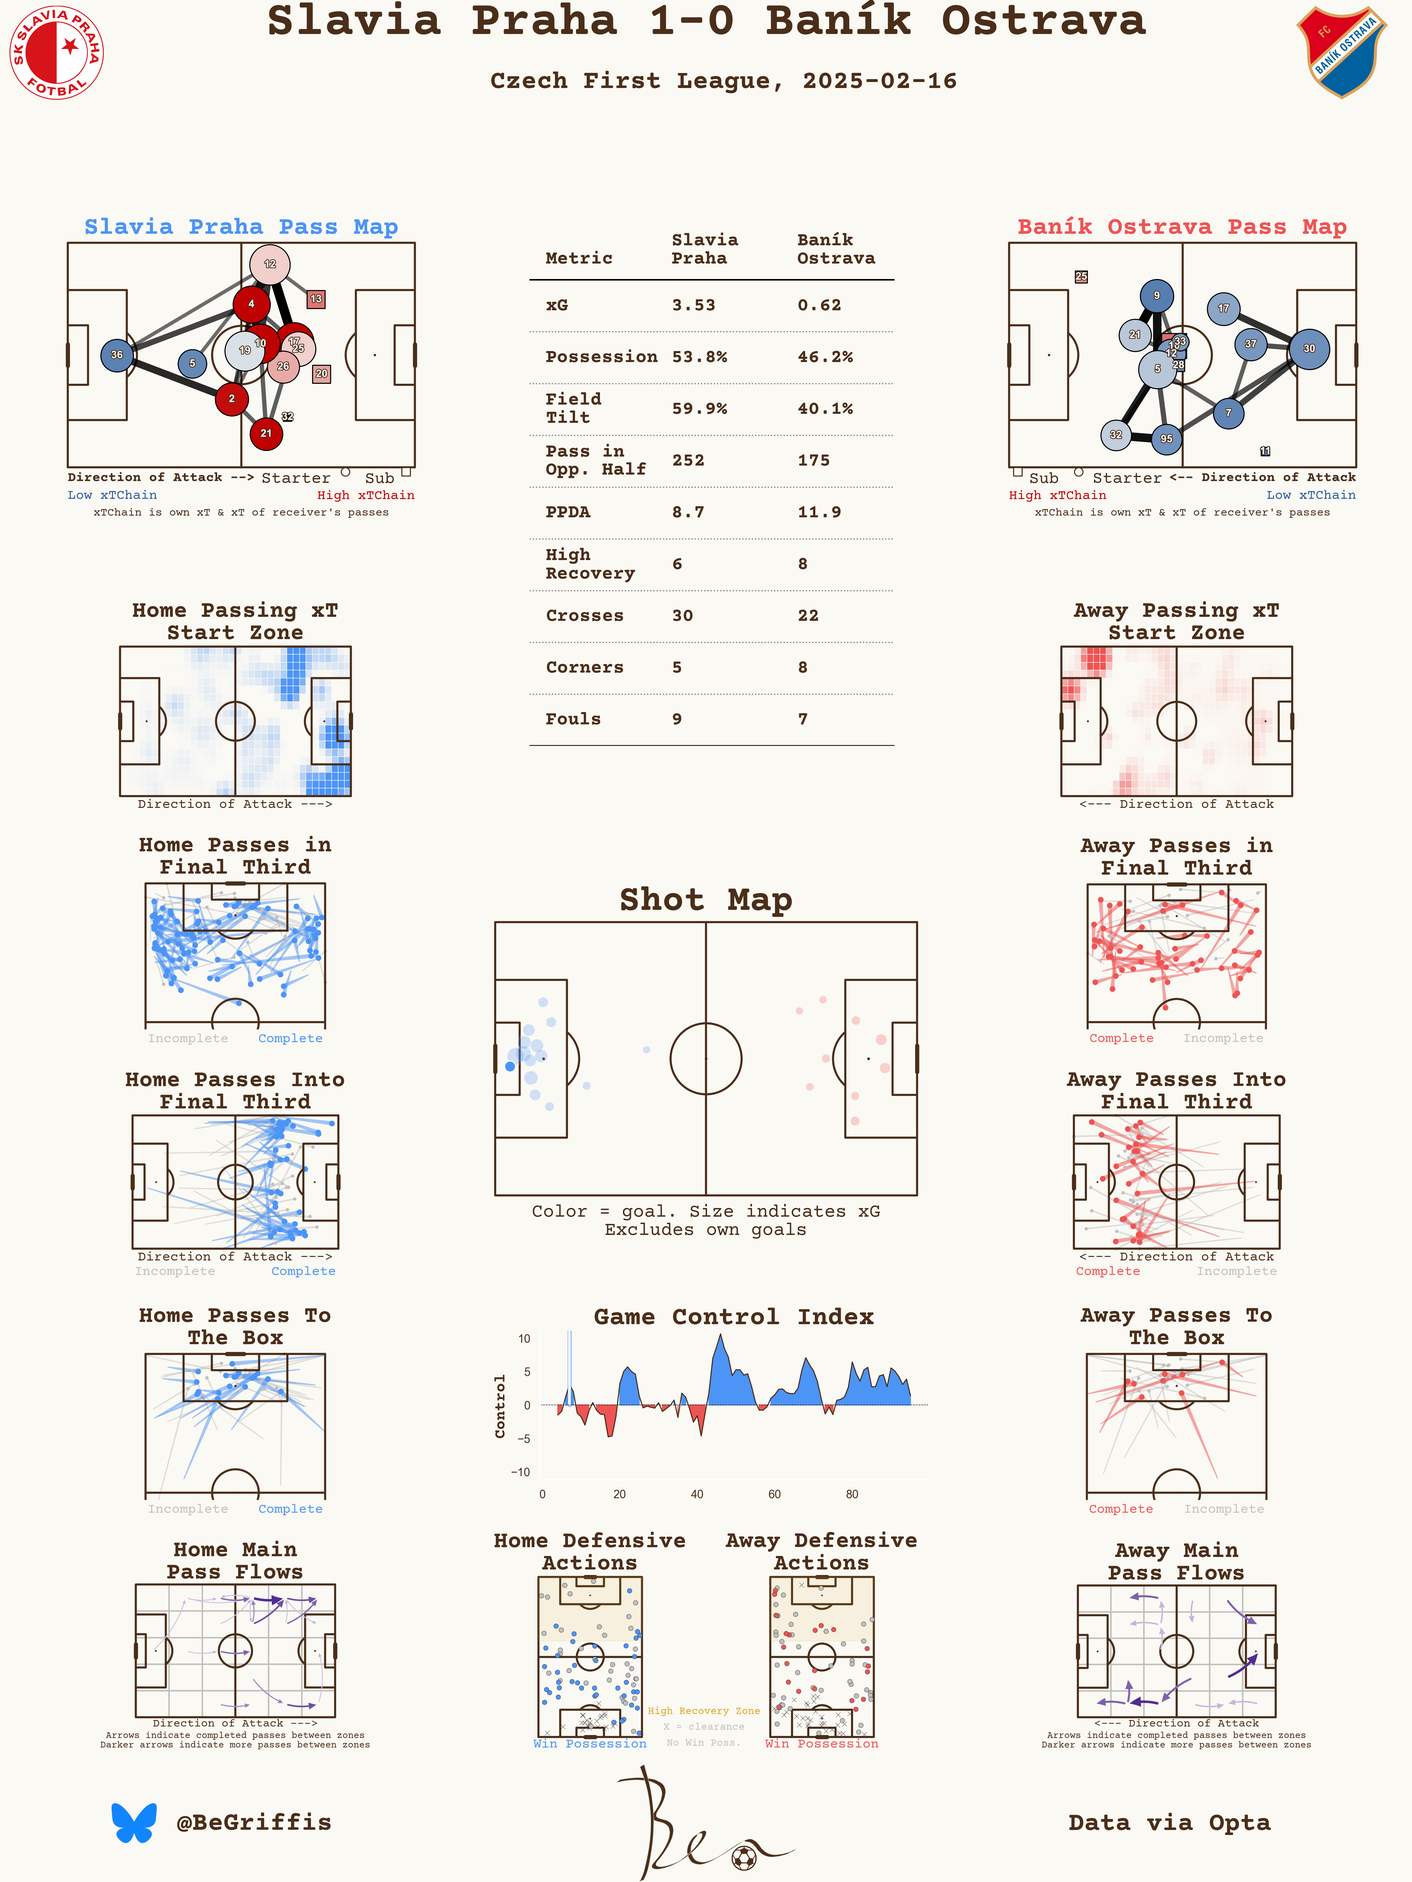 Slavia Praha 1-0 Baník Ostrava
Czech First League, 2025-02-16
SK SLAVIA PRAHA
FOTBAL
FC
BANÍK OSTRAVA
Slavia Praha Pass Map
12
4
13
17
10
19
25
36
5
26
20
2
32
21
Direction of Attack --> Starter Sub
Low xTChain High xTChain
xTChain is own xT & xT of receiver's passes
Metric Slavia Praha Baník Ostrava
xG 3.53 0.62
Possession 53.8% 46.2%
Field Tilt 59.9% 40.1%
Pass in Opp. Half 252 175
PPDA 8.7 11.9
High Recovery 6 8
Crosses 30 22
Corners 5 8
Fouls 9 7
Baník Ostrava Pass Map
25
9
17
21
33
12
37
30
5
28
7
32
95
11
Sub Starter <-- Direction of Attack
High xTChain Low xTChain
xTChain is own xT & xT of receiver's passes
Home Passing xT
Start Zone
Direction of Attack --->
Away Passing xT
Start Zone
<--- Direction of Attack
Home Passes in
Final Third
Incomplete Complete
Away Passes in
Final Third
Complete Incomplete
Shot Map
Color = goal. Size indicates xG
Excludes own goals
Home Passes Into
Final Third
Direction of Attack --->
Incomplete Complete
Away Passes Into
Final Third
<--- Direction of Attack
Complete Incomplete
Home Passes To
The Box
Incomplete Complete
Game Control Index
Control
10
5
0
−5
−10
0 20 40 60 80
Away Passes To
The Box
Complete Incomplete
Home Main
Pass Flows
Direction of Attack --->
Arrows indicate completed passes between zones
Darker arrows indicate more passes between zones
Home Defensive
Actions
Win Possession
High Recovery Zone
X = clearance
No Win Poss.
Away Defensive
Actions
Win Possession
Away Main
Pass Flows
<--- Direction of Attack
Arrows indicate completed passes between zones
Darker arrows indicate more passes between zones
@BeGriffis
Ben
Data via Opta